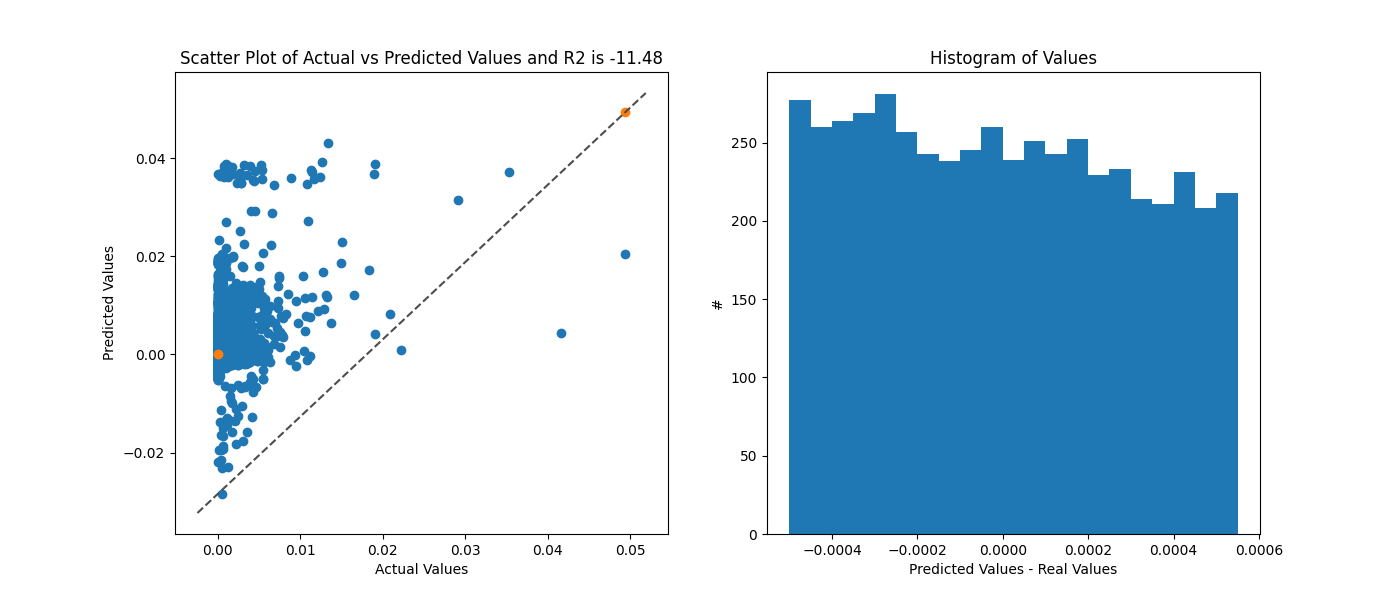 Scatter Plot of Actual vs Predicted Values and R2 is -11.48
Predicted Values
0.04
0.02
0.00
−0.02
0.00 0.01 0.02 0.03 0.04 0.05
Actual Values
Histogram of Values
#
250
200
150
100
50
0
−0.0004 −0.0002 0.0000 0.0002 0.0004 0.0006
Predicted Values - Real Values